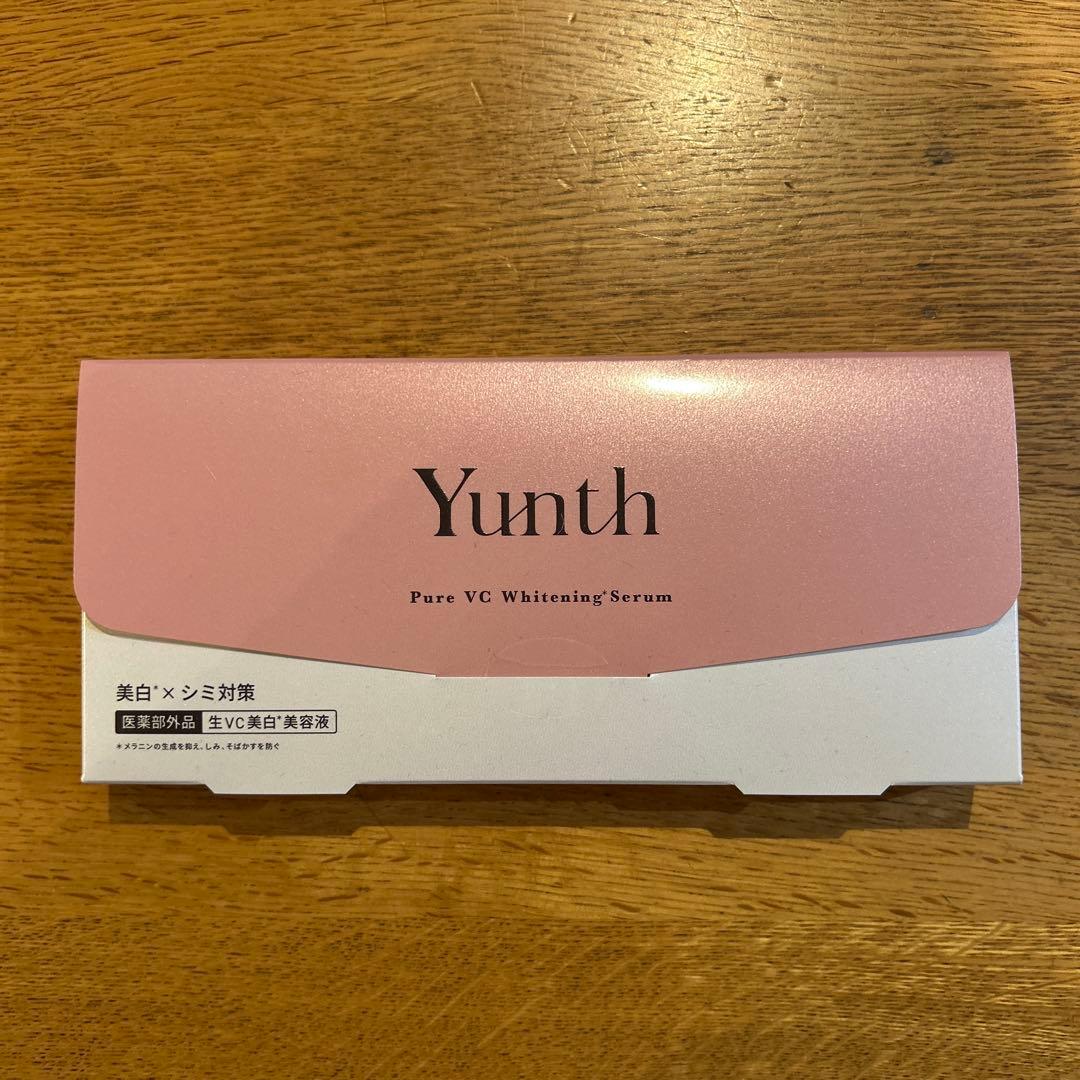 Yunth
Pure VC Whitening*Serum
美白*×シミ対策
医薬部外品 生VC美白*美容液
*メラニンの生成を抑え、しみ、そばかすを防ぐ